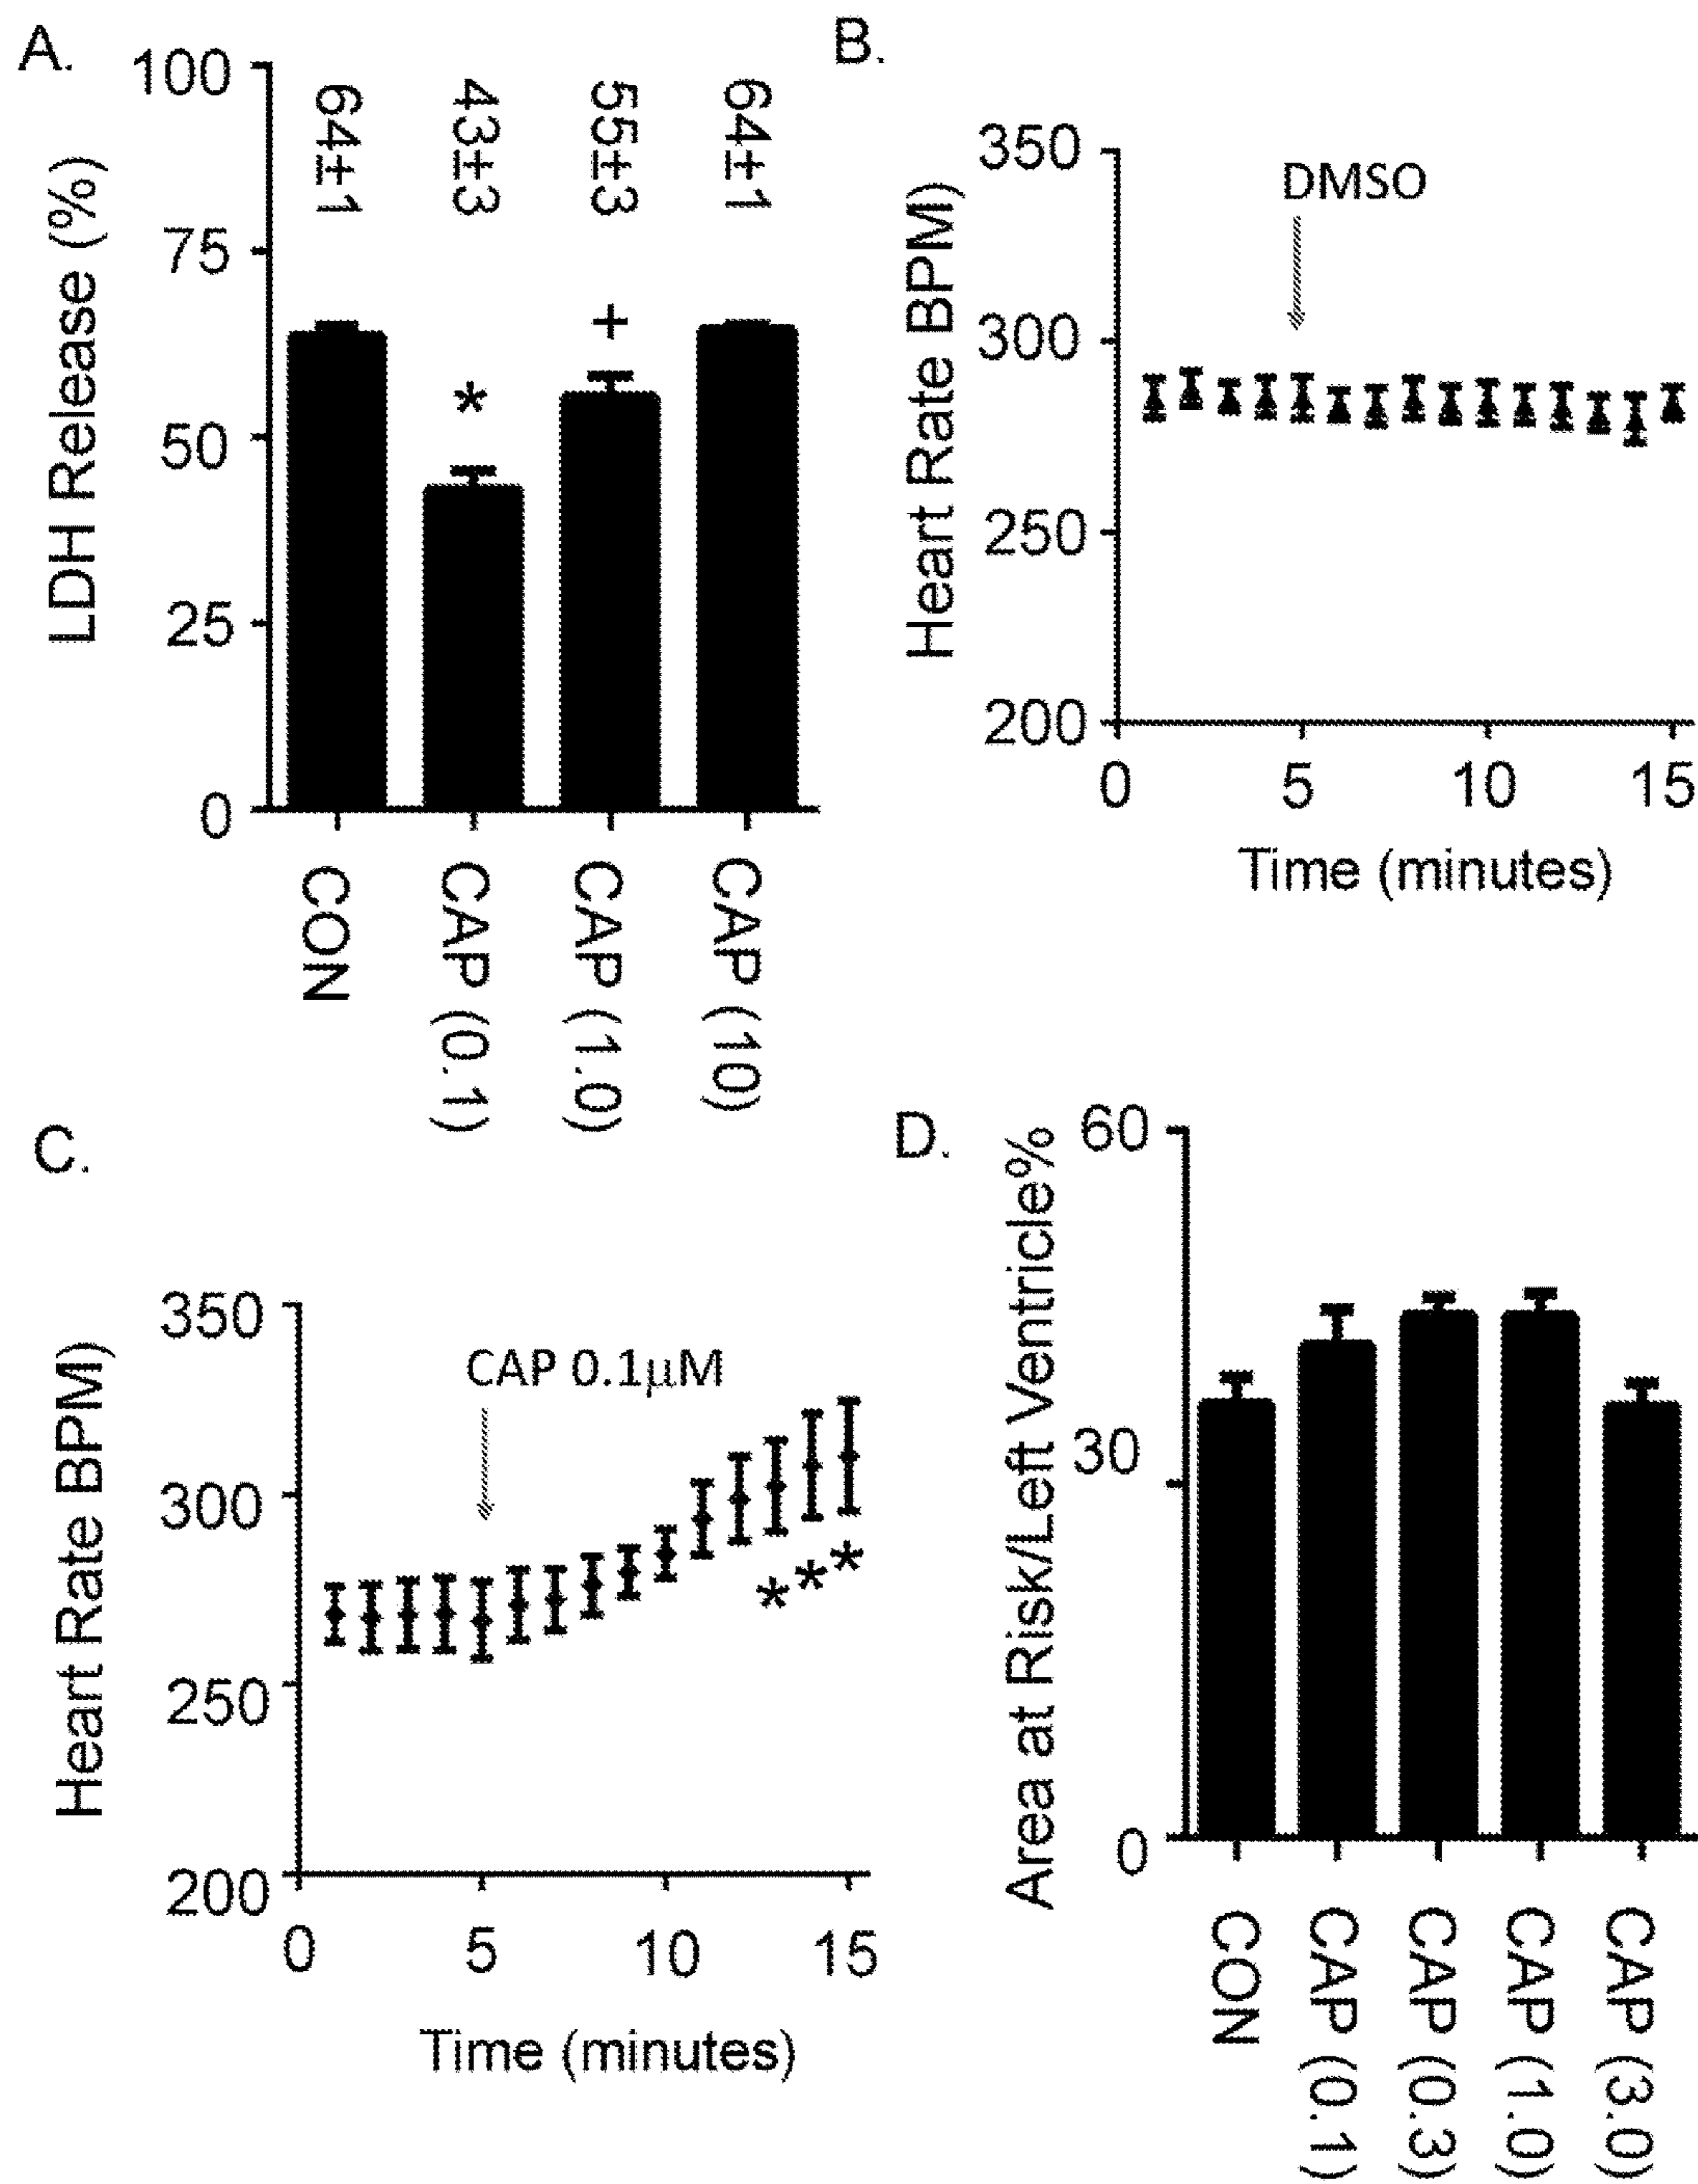 A.
LDH Release (%)
100
75
50
25
0
64±1
43±3
55±3
64±1
*
+
CON
CAP (0.1)
CAP (1.0)
CAP (10)
B.
Heart Rate BPM)
350
300
250
200
DMSO
0 5 10 15
Time (minutes)
C.
Heart Rate BPM)
350
300
250
200
CAP 0.1µM
* * *
0 5 10 15
Time (minutes)
D.
Area at Risk/Left Ventricle%
60
30
0
CON
CAP (0.1)
CAP (0.3)
CAP (1.0)
CAP (3.0)